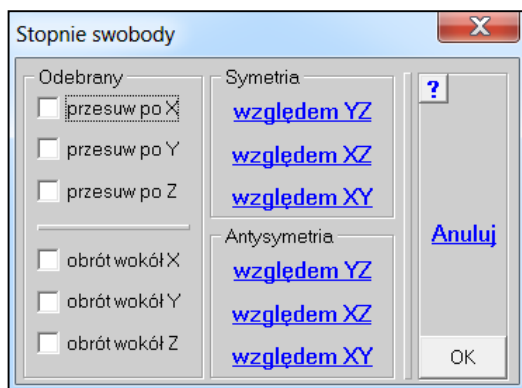 Stopnie swobody
X
Odebrany
przesuw po X
przesuw po Y
przesuw po Z
obrót wokół X
obrót wokół Y
obrót wokół Z
Symetria
względem YZ
względem XZ
względem XY
Antysymetria
względem YZ
względem XZ
względem XY
?
Anuluj
OK